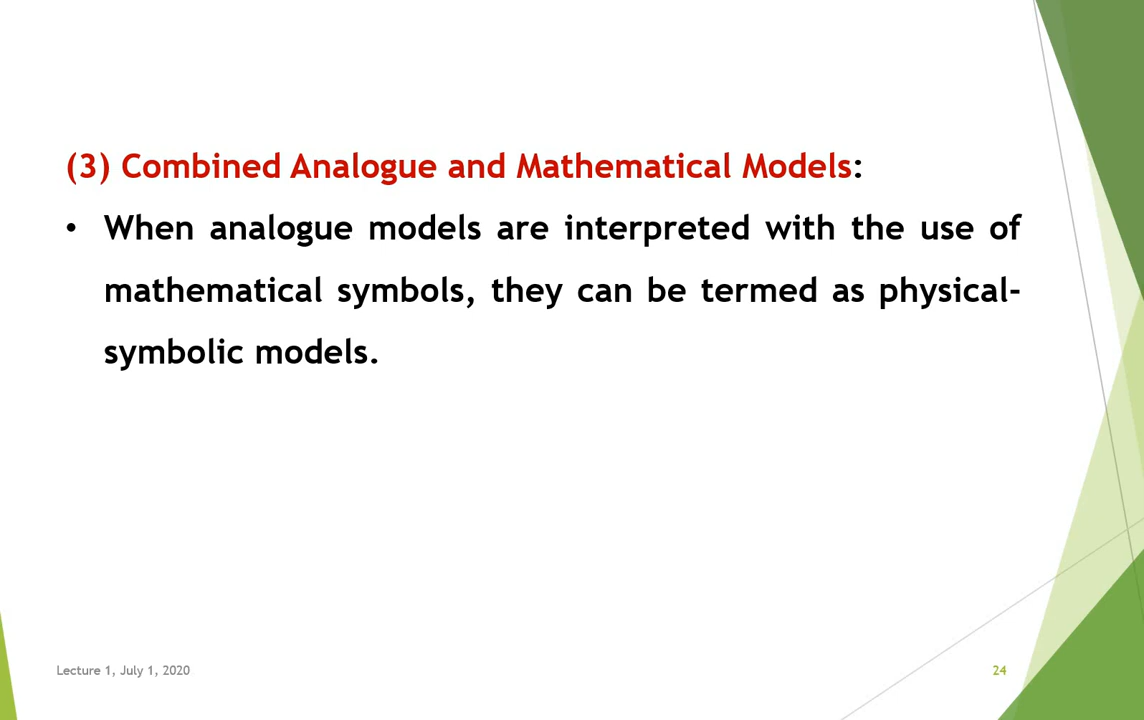 (3) Combined Analogue and Mathematical Models:
• When analogue models are interpreted with the use of
mathematical symbols, they can be termed as physical-
symbolic models.
Lecture 1, July 1, 2020
24